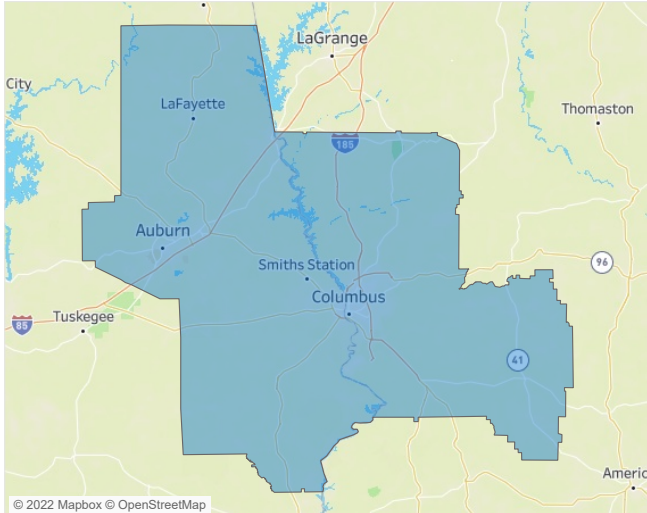 LaGrange
City
LaFayette
Thomaston
185
Auburn
96
Smiths Station
Columbus
Tuskegee
85
41
Americ
© 2022 Mapbox © OpenStreetMap